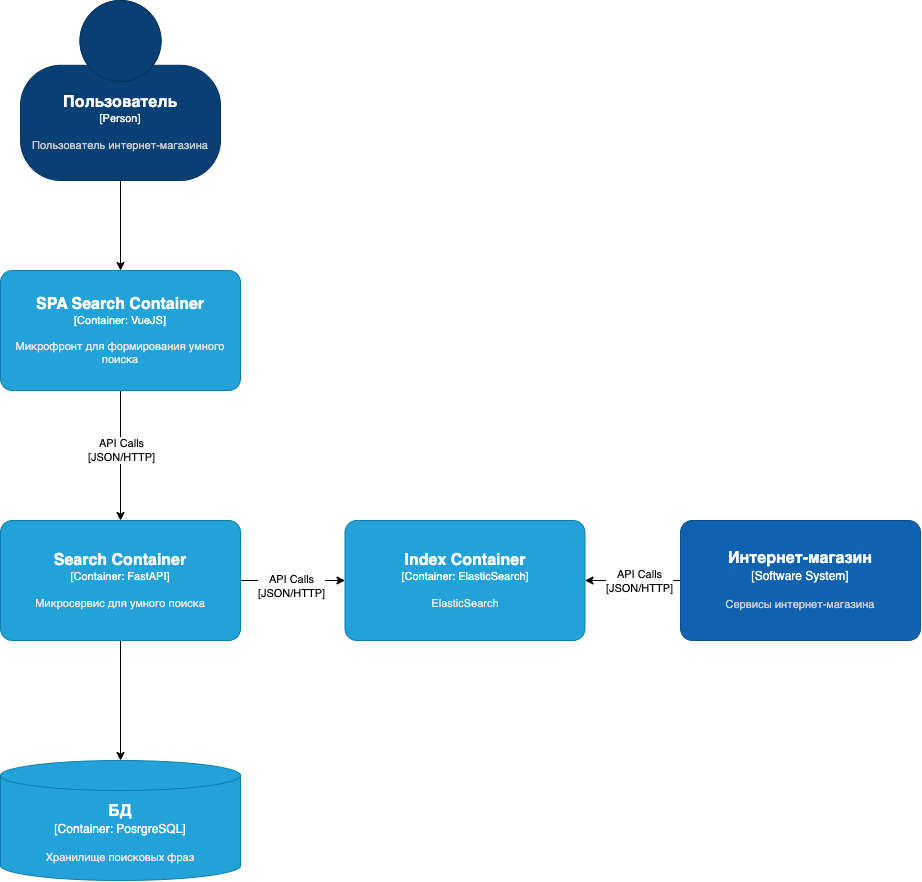 Пользователь
[Person]
Пользователь интернет-магазина
SPA Search Container
[Container: VueJS]
Микрофронт для формирования умного
поиска
API Calls
[JSON/HTTP]
Search Container
[Container: FastAPI]
Микросервис для умного поиска
API Calls
[JSON/HTTP]
Index Container
[Container: ElasticSearch]
ElasticSearch
API Calls
[JSON/HTTP]
Интернет-магазин
[Software System]
Сервисы интернет-магазина
БД
[Container: PosrgreSQL]
Хранилище поисковых фраз